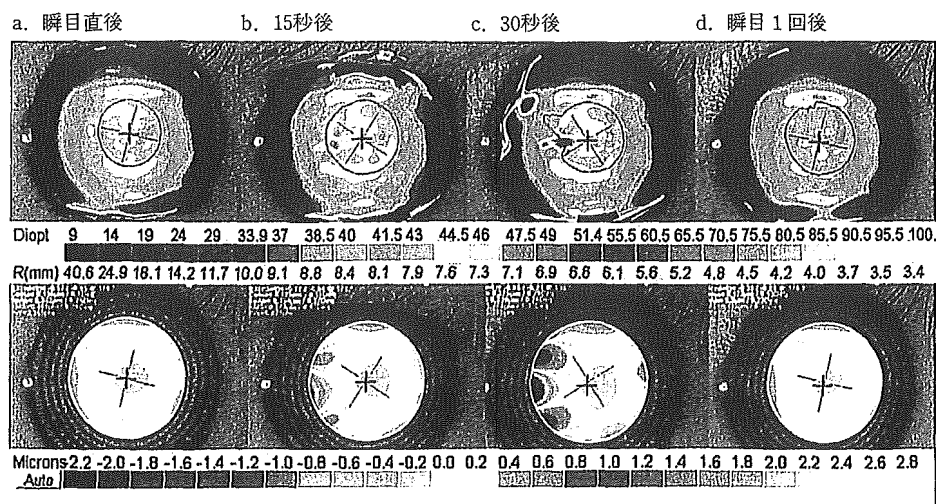 a. 瞬目直後 b. 15秒後 c. 30秒後 d. 瞬目1回後
Diopt 9 14 19 24 29 33.9 37 38.5 40 41.5 43 44.5 46 47.5 49 51.4 55.5 60.5 65.5 70.5 75.5 80.5 85.5 90.5 95.5 100.
R(mm) 40.6 24.9 18.1 14.2 11.7 10.0 9.1 8.8 8.4 8.1 7.9 7.6 7.3 7.1 6.9 6.6 6.1 5.6 5.2 4.8 4.5 4.2 4.0 3.7 3.5 3.4
Microns -2.2 -2.0 -1.8 -1.6 -1.4 -1.2 -1.0 -0.8 -0.6 -0.4 -0.2 0.0 0.2 0.4 0.6 0.8 1.0 1.2 1.4 1.6 1.8 2.0 2.2 2.4 2.6 2.8
Auto